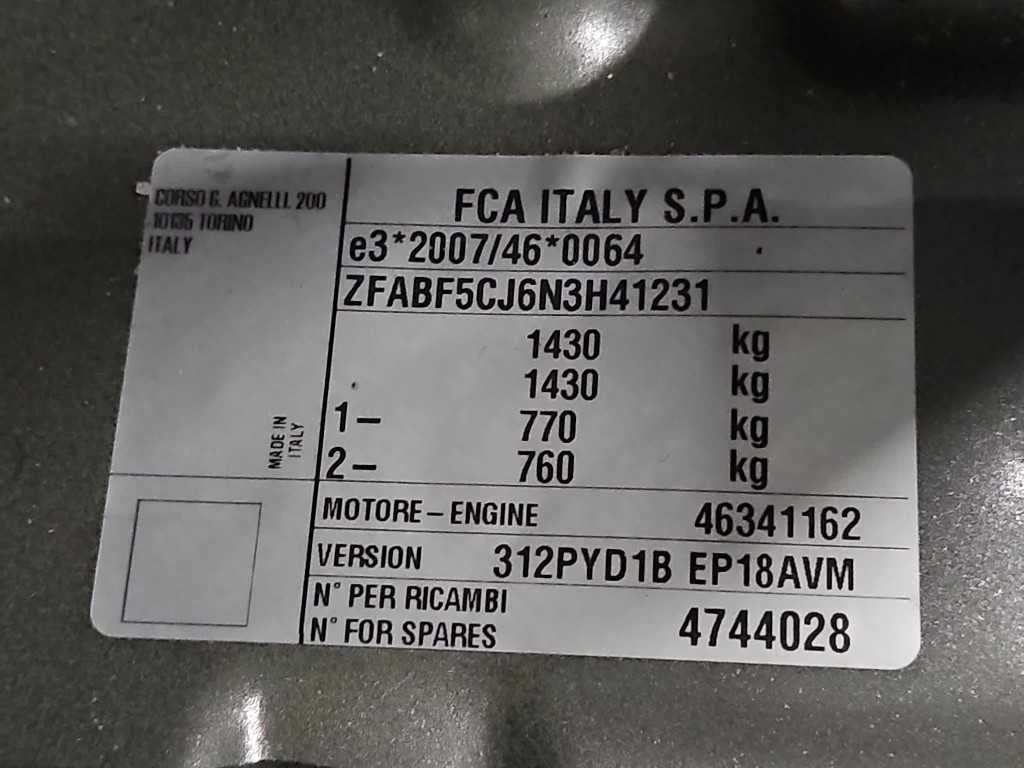 CORSO G. AGNELLI, 200
10135 TORINO
ITALY
MADE IN
ITALY
FCA ITALY S.P.A.
e3*2007/46*0064
ZFABF5CJ6N3H41231
1430 kg
1430 kg
1– 770 kg
2– 760 kg
MOTORE – ENGINE 46341162
VERSION 312PYD1B EP18AVM
N° PER RICAMBI
N° FOR SPARES 4744028